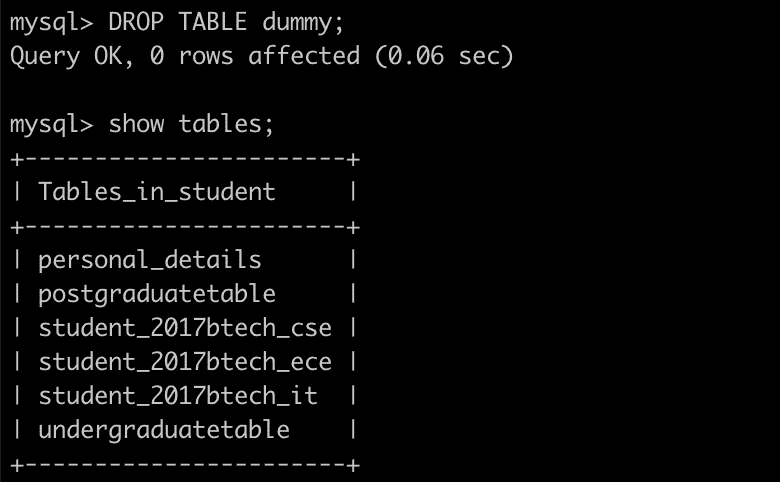 mysql> DROP TABLE dummy;
Query OK, 0 rows affected (0.06 sec)

mysql> show tables;
+------------------------+
| Tables_in_student      |
+------------------------+
| personal_details       |
| postgraduatetable      |
| student_2017btech_cse |
| student_2017btech_ece |
| student_2017btech_it  |
| undergraduatetable     |
+------------------------+